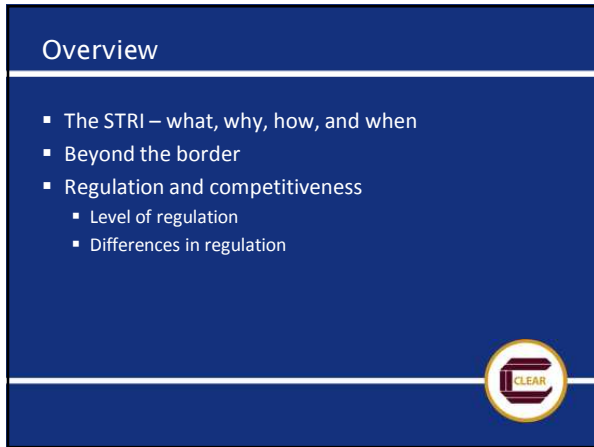 Overview
▪ The STRI – what, why, how, and when
▪ Beyond the border
▪ Regulation and competitiveness
▪ Level of regulation
▪ Differences in regulation
CLEAR